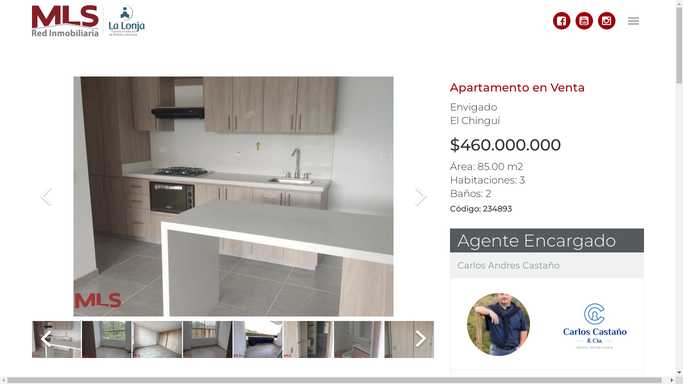 MLS
Red Inmobiliaria
La Lonja
Apartamento en Venta
Envigado
El Chinguí
$460.000.000
Área: 85.00 m2
Habitaciones: 3
Baños: 2
Código: 234893
Agente Encargado
Carlos Andres Castaño
MLS
Carlos Castaño
& Cía.